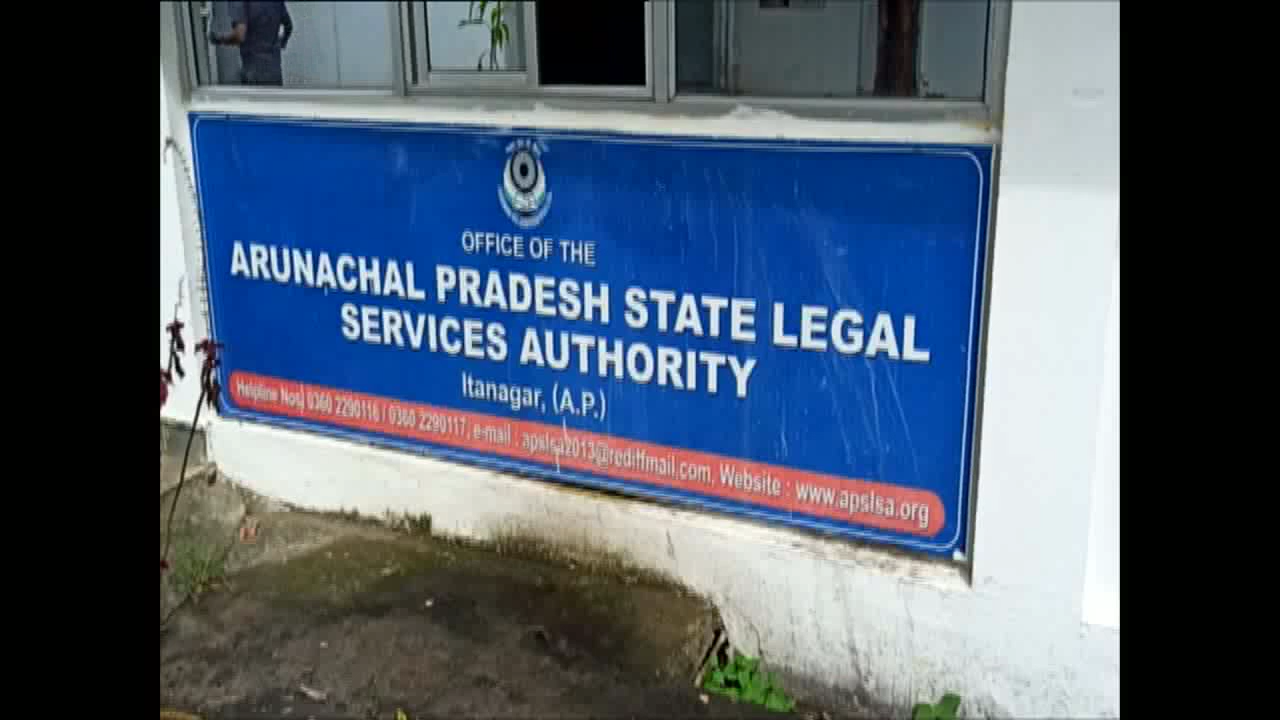 OFFICE OF THE
ARUNACHAL PRADESH STATE LEGAL
SERVICES AUTHORITY
Itanagar, (A.P.)
Helpline Nos| 0360 2290116 / 0360 2290117, e-mail : apslsa2013@rediffmail.com, Website : www.apslsa.org